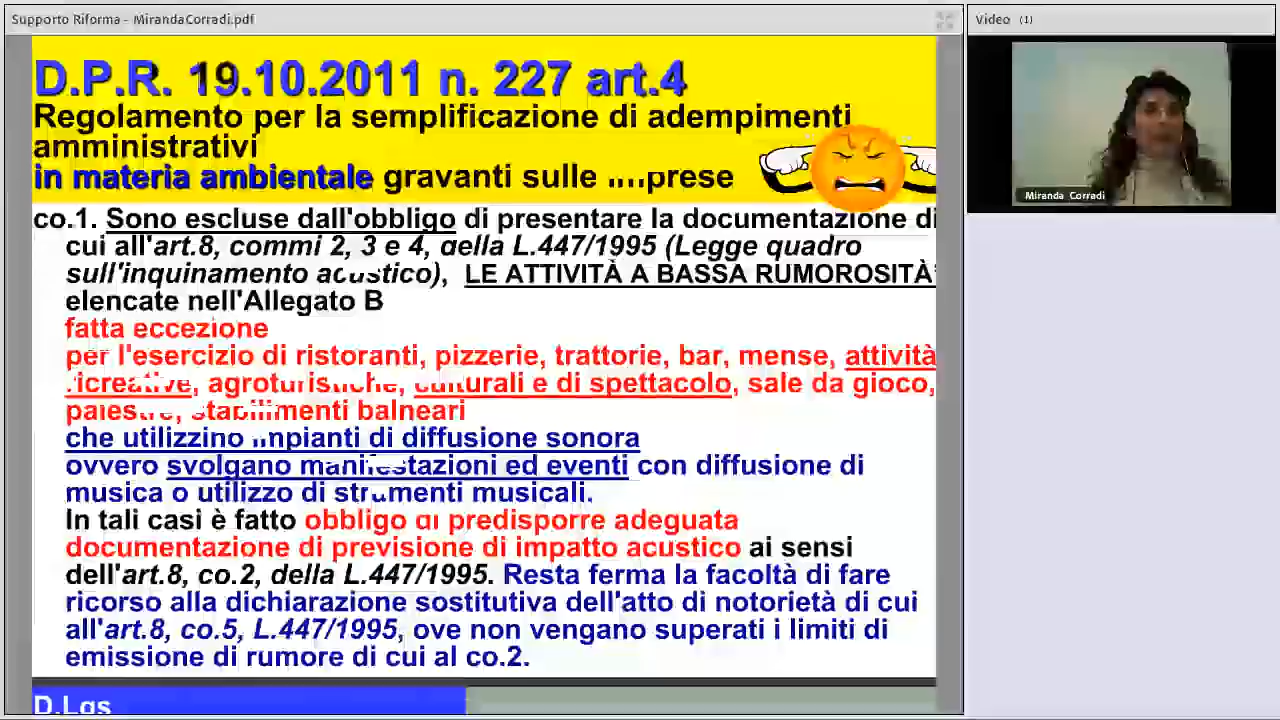 Supporto Riforma - MirandaCorradi.pdf
Video (1)
Miranda Corradi
D.P.R. 19.10.2011 n. 227 art.4
Regolamento per la semplificazione di adempimenti
amministrativi
in materia ambientale gravanti sulle imprese
co.1. Sono escluse dall'obbligo di presentare la documentazione di
cui all'art.8, commi 2, 3 e 4, della L.447/1995 (Legge quadro
sull'inquinamento acustico), LE ATTIVITÀ A BASSA RUMOROSITÀ
elencate nell'Allegato B
fatta eccezione
per l'esercizio di ristoranti, pizzerie, trattorie, bar, mense, attività
ricreative, agroturistiche, culturali e di spettacolo, sale da gioco,
palestre, stabilimenti balneari
che utilizzino impianti di diffusione sonora
ovvero svolgano manifestazioni ed eventi con diffusione di
musica o utilizzo di strumenti musicali.
In tali casi è fatto obbligo di predisporre adeguata
documentazione di previsione di impatto acustico ai sensi
dell'art.8, co.2, della L.447/1995. Resta ferma la facoltà di fare
ricorso alla dichiarazione sostitutiva dell'atto di notorietà di cui
all'art.8, co.5, L.447/1995, ove non vengano superati i limiti di
emissione di rumore di cui al co.2.
D.Lgs